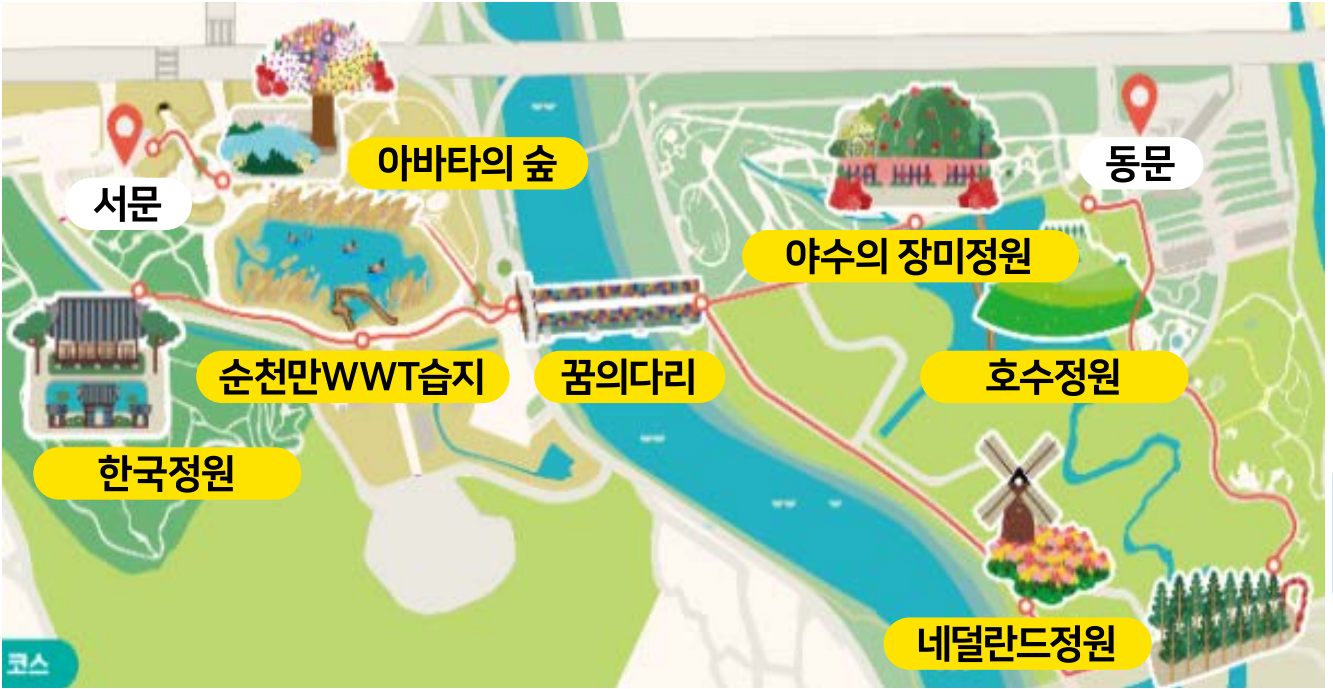 아바타의 숲
동문
서문
야수의 장미정원
순천만WWT습지
꿈의다리
호수정원
한국정원
네덜란드정원
코스